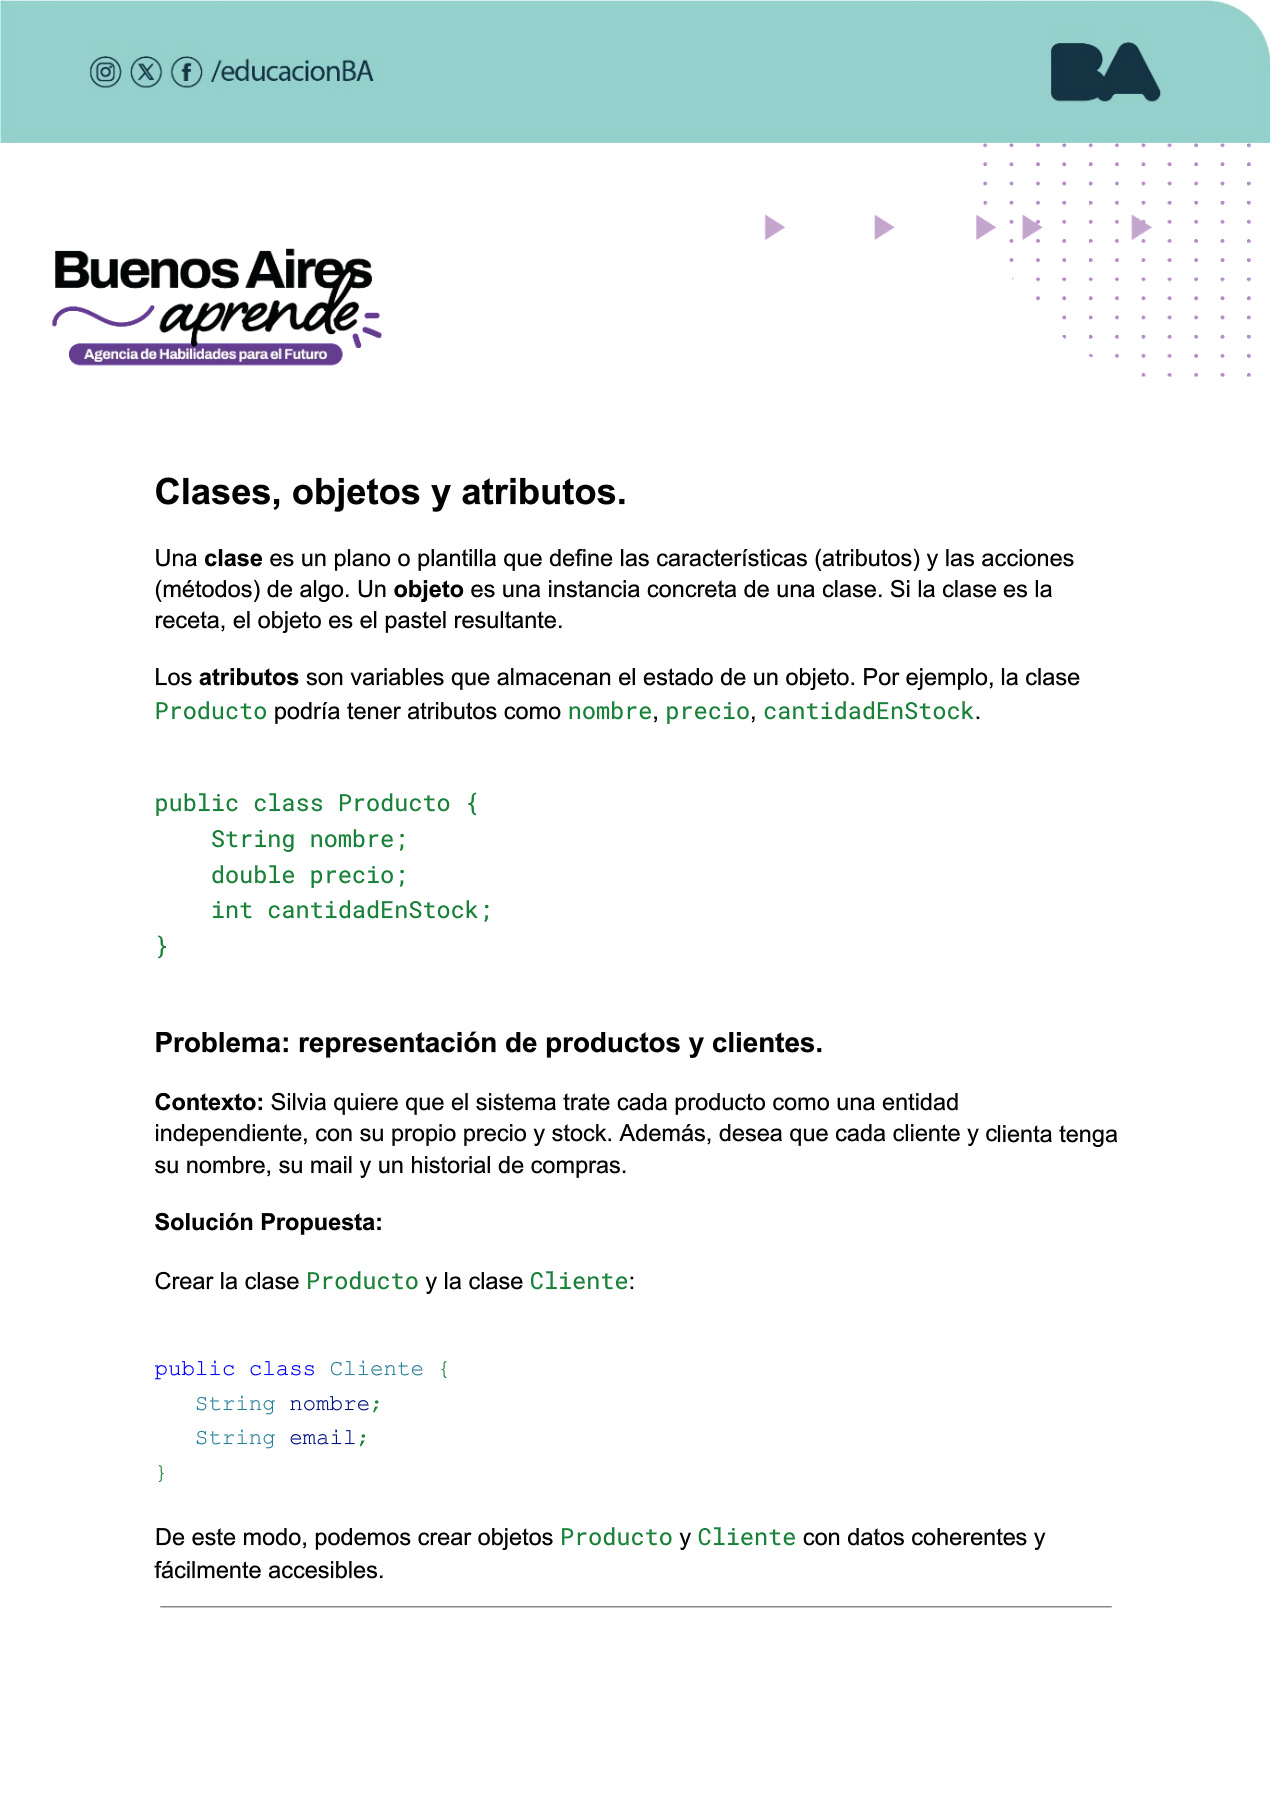 /educacionBA
BA
Buenos Aires
aprende
Agencia de Habilidades para el Futuro
Clases, objetos y atributos.
Una clase es un plano o plantilla que define las características (atributos) y las acciones
(métodos) de algo. Un objeto es una instancia concreta de una clase. Si la clase es la
receta, el objeto es el pastel resultante.
Los atributos son variables que almacenan el estado de un objeto. Por ejemplo, la clase
Producto podría tener atributos como nombre, precio, cantidadEnStock.
public class Producto {
    String nombre;
    double precio;
    int cantidadEnStock;
}
Problema: representación de productos y clientes.
Contexto: Silvia quiere que el sistema trate cada producto como una entidad
independiente, con su propio precio y stock. Además, desea que cada cliente y clienta tenga
su nombre, su mail y un historial de compras.
Solución Propuesta:
Crear la clase Producto y la clase Cliente:
public class Cliente {
   String nombre;
   String email;
}
De este modo, podemos crear objetos Producto y Cliente con datos coherentes y
fácilmente accesibles.